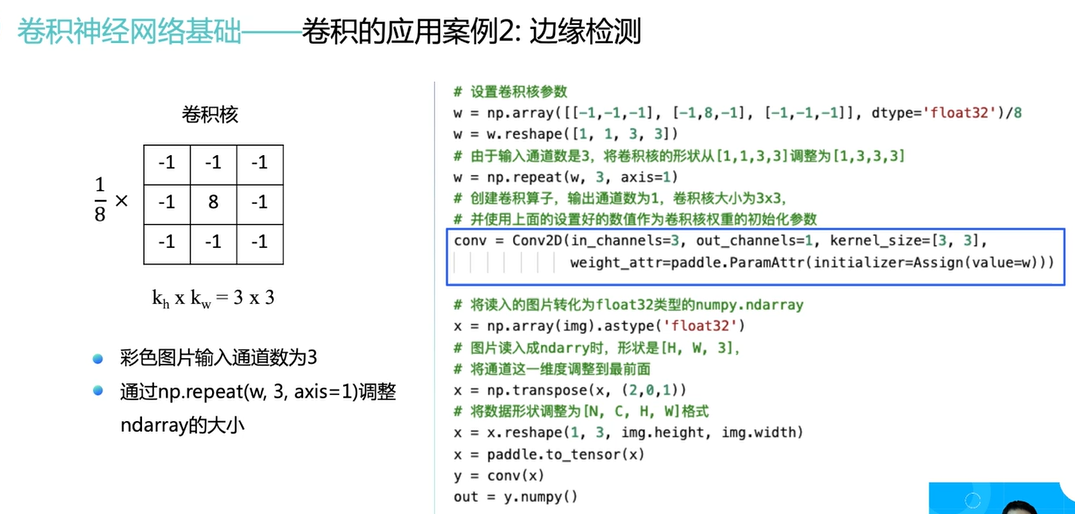 卷积神经网络基础——卷积的应用案例2: 边缘检测
卷积核
1/8 ×
-1 -1 -1
-1 8 -1
-1 -1 -1
kh x kw = 3 x 3
彩色图片输入通道数为3
通过np.repeat(w, 3, axis=1)调整
ndarray的大小
# 设置卷积核参数
w = np.array([[-1,-1,-1], [-1,8,-1], [-1,-1,-1]], dtype='float32')/8
w = w.reshape([1, 1, 3, 3])
# 由于输入通道数是3, 将卷积核的形状从[1,1,3,3]调整为[1,3,3,3]
w = np.repeat(w, 3, axis=1)
# 创建卷积算子, 输出通道数为1, 卷积核大小为3x3,
# 并使用上面的设置好的数值作为卷积核权重的初始化参数
conv = Conv2D(in_channels=3, out_channels=1, kernel_size=[3, 3],
weight_attr=paddle.ParamAttr(initializer=Assign(value=w)))
# 将读入的图片转化为float32类型的numpy.ndarray
x = np.array(img).astype('float32')
# 图片读入成ndarry时, 形状是[H, W, 3],
# 将通道这一维度调整到最前面
x = np.transpose(x, (2,0,1))
# 将数据形状调整为[N, C, H, W]格式
x = x.reshape(1, 3, img.height, img.width)
x = paddle.to_tensor(x)
y = conv(x)
out = y.numpy()